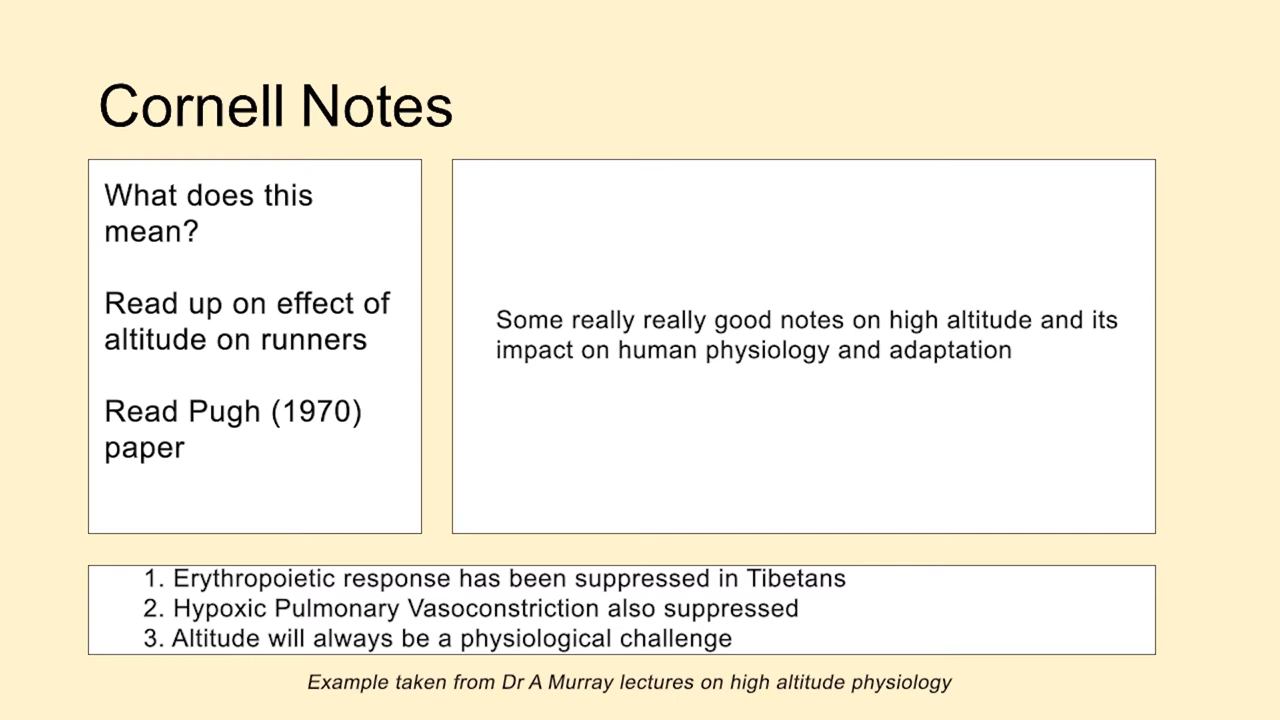 Cornell Notes
What does this
mean?
Read up on effect of
altitude on runners
Read Pugh (1970)
paper
Some really really good notes on high altitude and its
impact on human physiology and adaptation
1. Erythropoietic response has been suppressed in Tibetans
2. Hypoxic Pulmonary Vasoconstriction also suppressed
3. Altitude will always be a physiological challenge
Example taken from Dr A Murray lectures on high altitude physiology